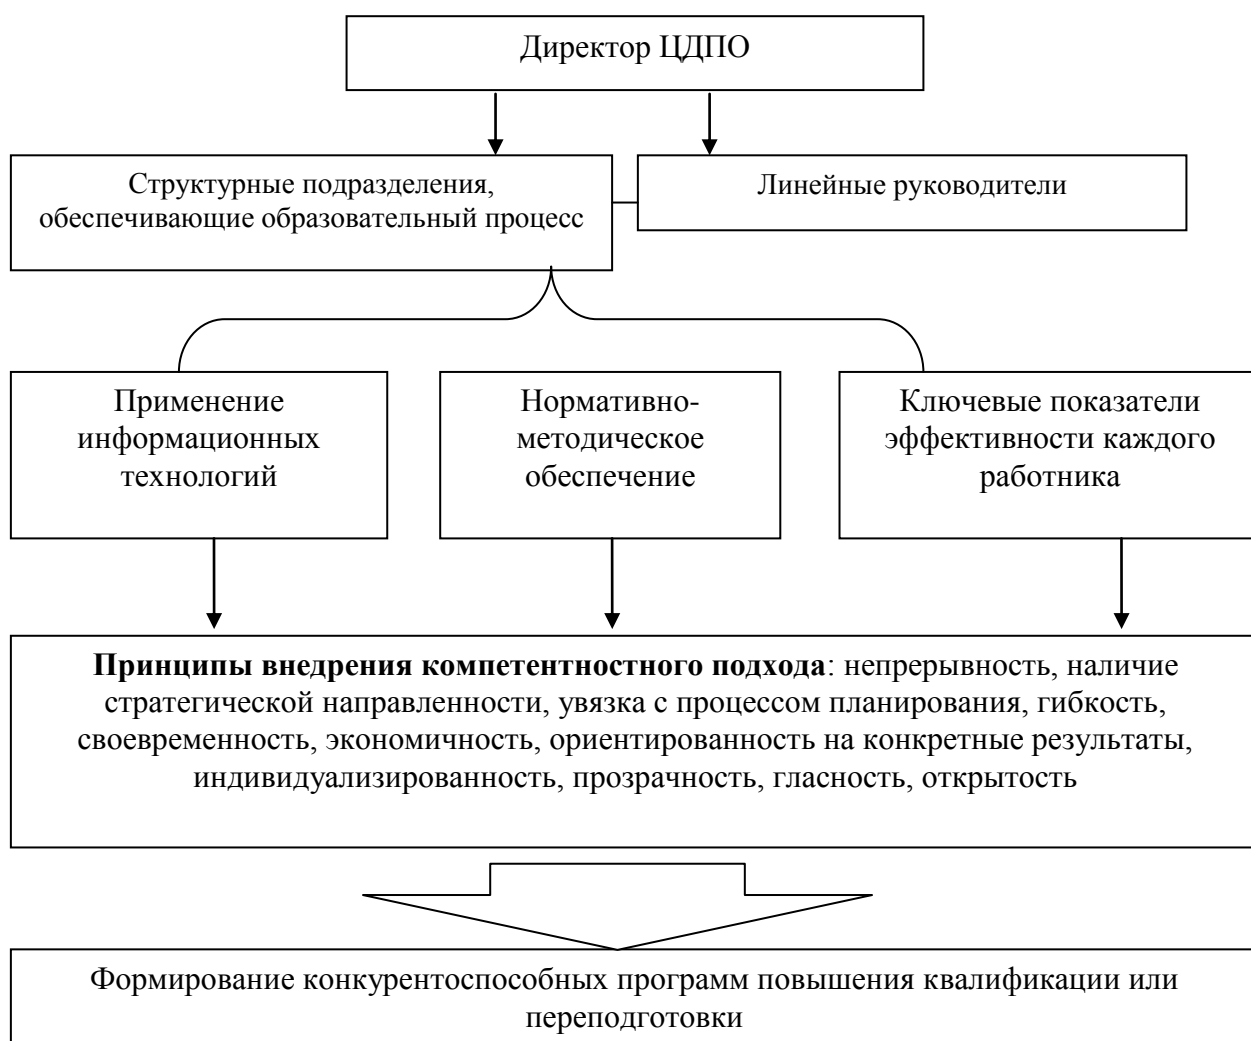 Директор ЦДПО
Структурные подразделения,
обеспечивающие образовательный процесс
Линейные руководители
Применение
информационных
технологий
Нормативно-
методическое
обеспечение
Ключевые показатели
эффективности каждого
работника
Принципы внедрения компетентностного подхода: непрерывность, наличие
стратегической направленности, увязка с процессом планирования, гибкость,
своевременность, экономичность, ориентированность на конкретные результаты,
индивидуализированность, прозрачность, гласность, открытость
Формирование конкурентоспособных программ повышения квалификации или
переподготовки